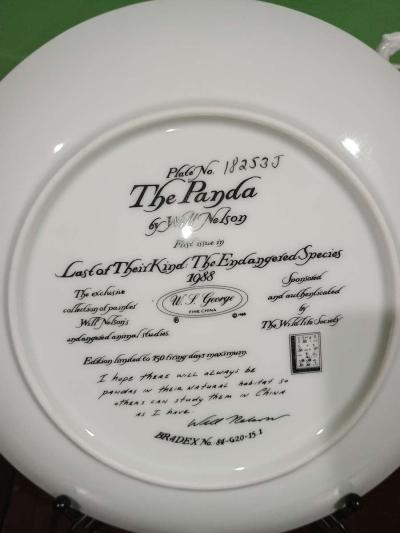 Plate No. 18253J
The Panda
by Will Nelson
First issue in
Last of Their Kind: The Endangered Species
1988
The exclusive
collection of painter
Will Nelson's
endangered animal studies.
W. S. George
FINE CHINA
© 1988
Sponsored
and authenticated
by
The Wildlife Society
Edition limited to 150 firing days maximum
I hope there will always be
pandas in their natural habitat so
others can study them in China
as I have.
Will Nelson
BRADEX No. 84-G20-15.1